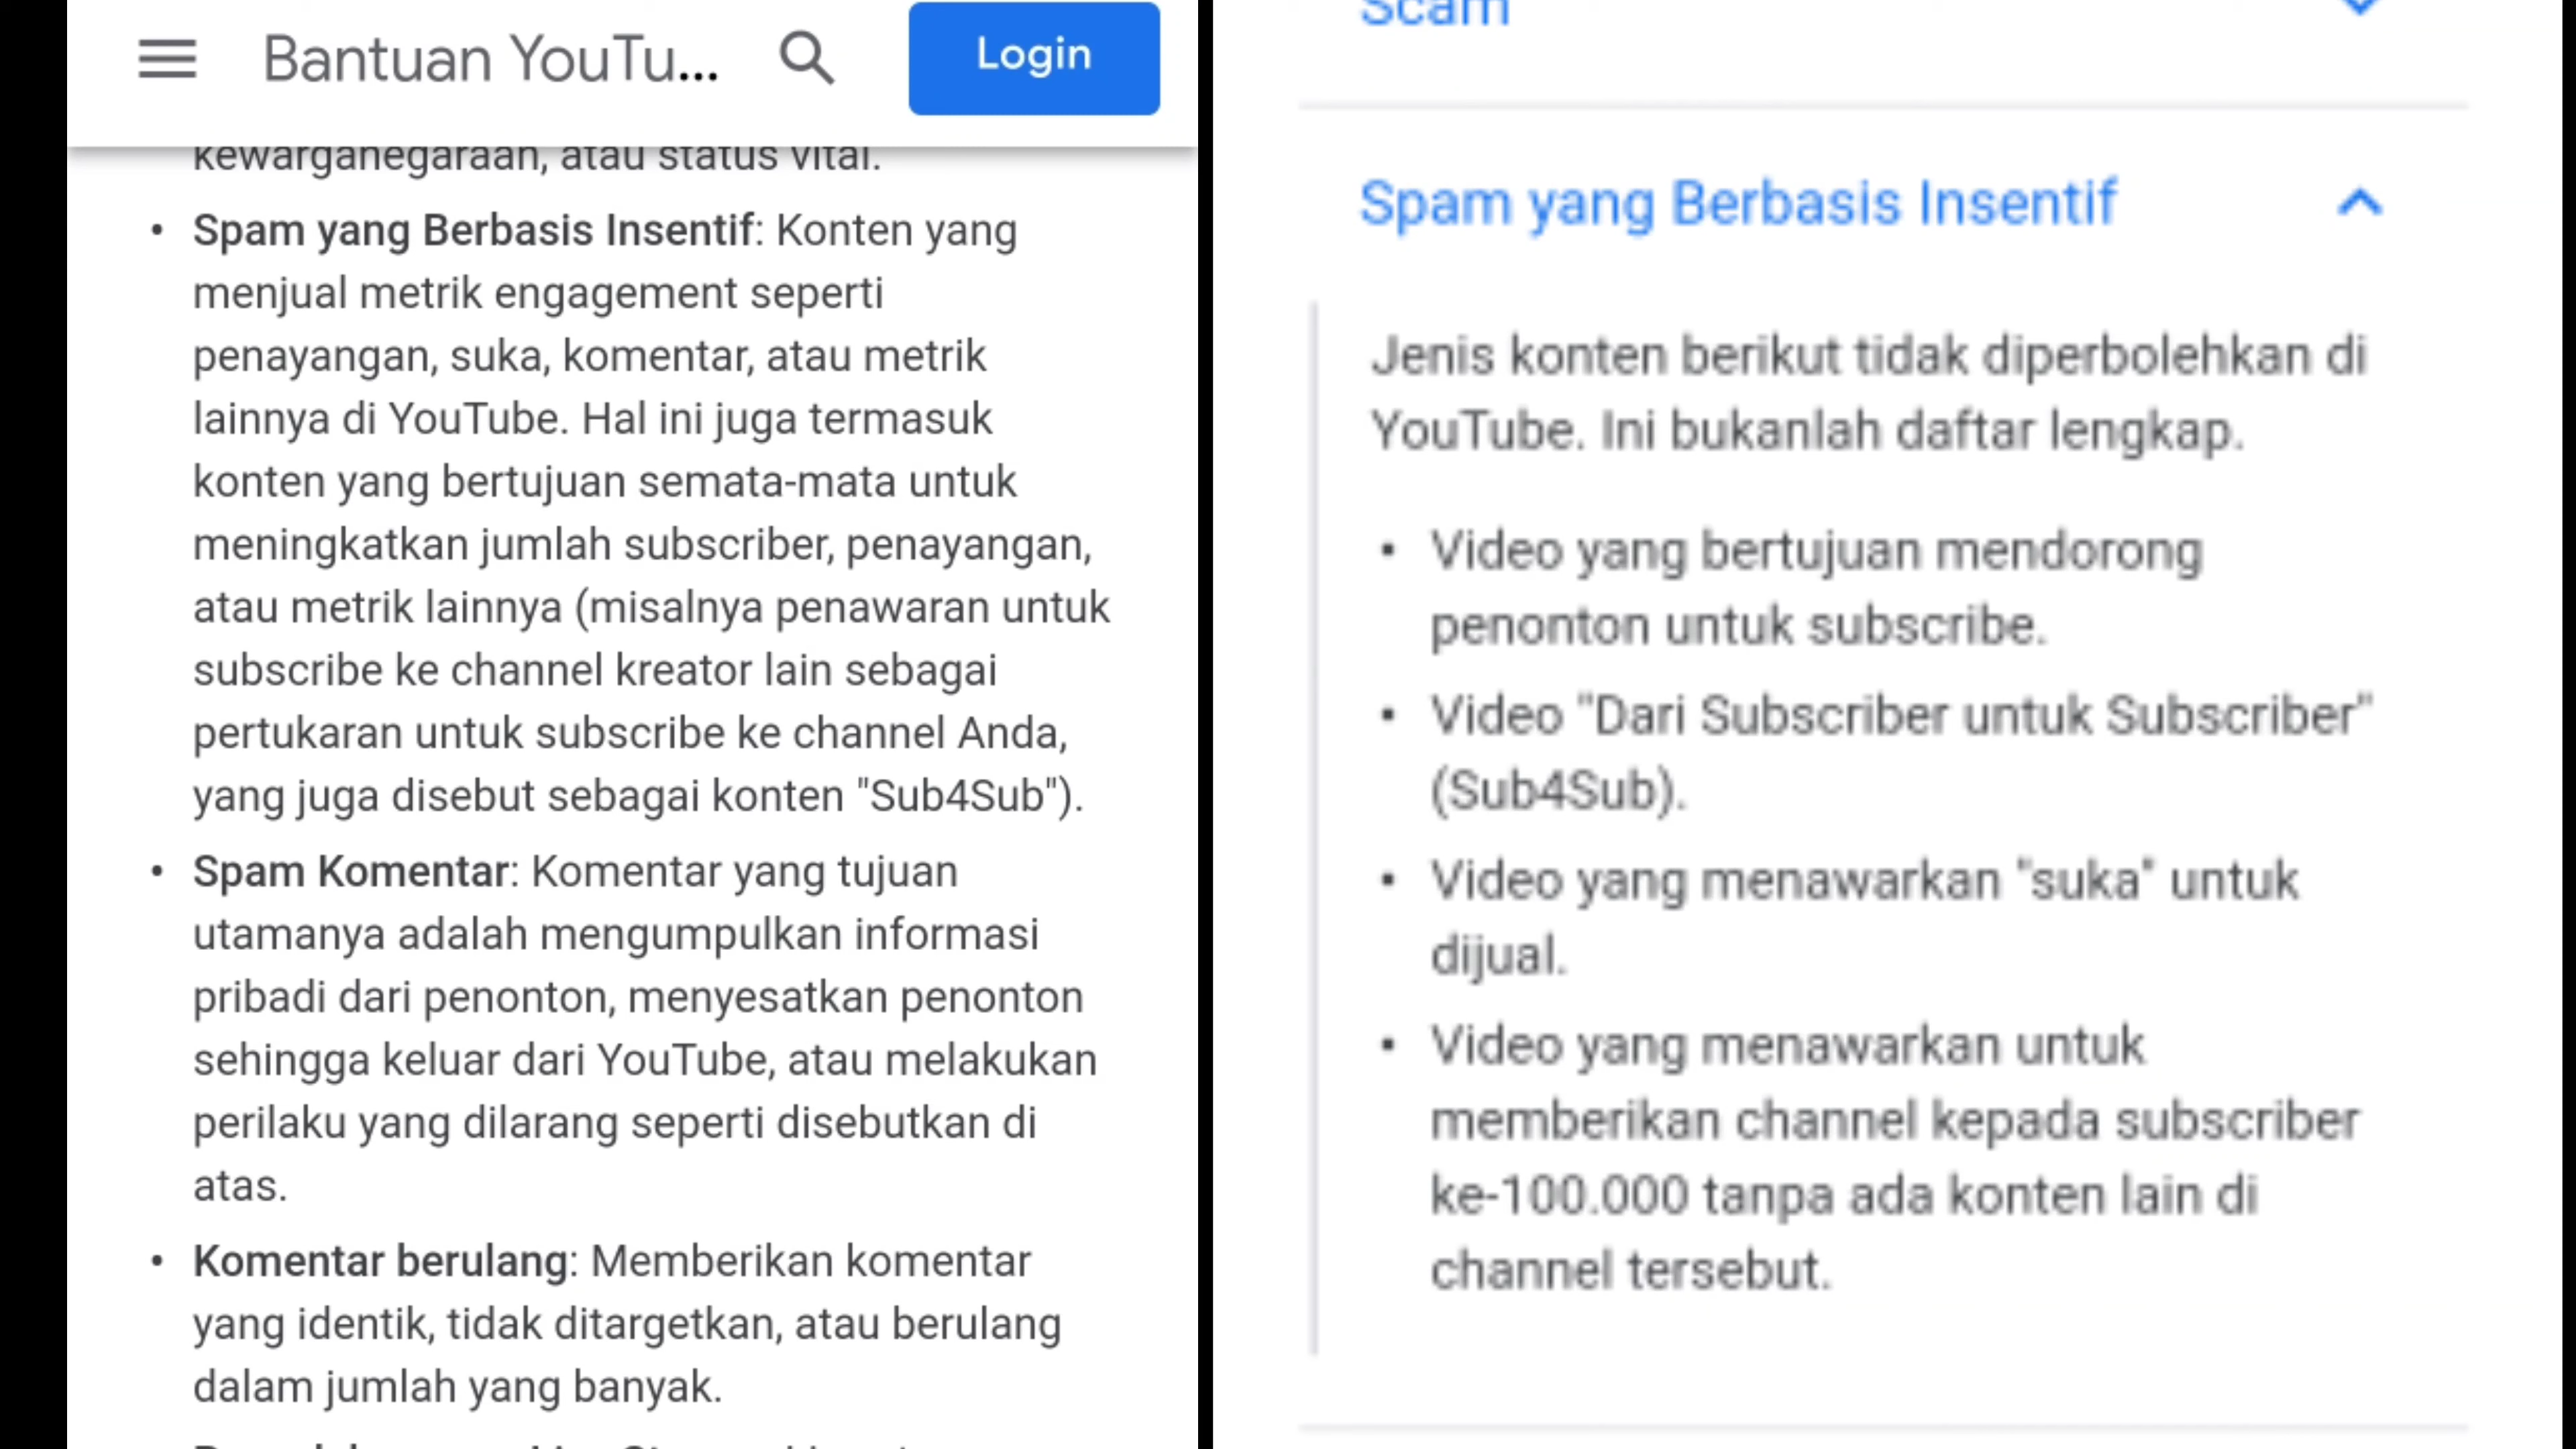 Bantuan YouTu...
Login
kewarganegaraan, atau status vital.
• Spam yang Berbasis Insentif: Konten yang
menjual metrik engagement seperti
penayangan, suka, komentar, atau metrik
lainnya di YouTube. Hal ini juga termasuk
konten yang bertujuan semata-mata untuk
meningkatkan jumlah subscriber, penayangan,
atau metrik lainnya (misalnya penawaran untuk
subscribe ke channel kreator lain sebagai
pertukaran untuk subscribe ke channel Anda,
yang juga disebut sebagai konten "Sub4Sub").
• Spam Komentar: Komentar yang tujuan
utamanya adalah mengumpulkan informasi
pribadi dari penonton, menyesatkan penonton
sehingga keluar dari YouTube, atau melakukan
perilaku yang dilarang seperti disebutkan di
atas.
• Komentar berulang: Memberikan komentar
yang identik, tidak ditargetkan, atau berulang
dalam jumlah yang banyak.
Scam
Spam yang Berbasis Insentif
Jenis konten berikut tidak diperbolehkan di
YouTube. Ini bukanlah daftar lengkap.
• Video yang bertujuan mendorong
penonton untuk subscribe.
• Video "Dari Subscriber untuk Subscriber"
(Sub4Sub).
• Video yang menawarkan "suka" untuk
dijual.
• Video yang menawarkan untuk
memberikan channel kepada subscriber
ke-100.000 tanpa ada konten lain di
channel tersebut.